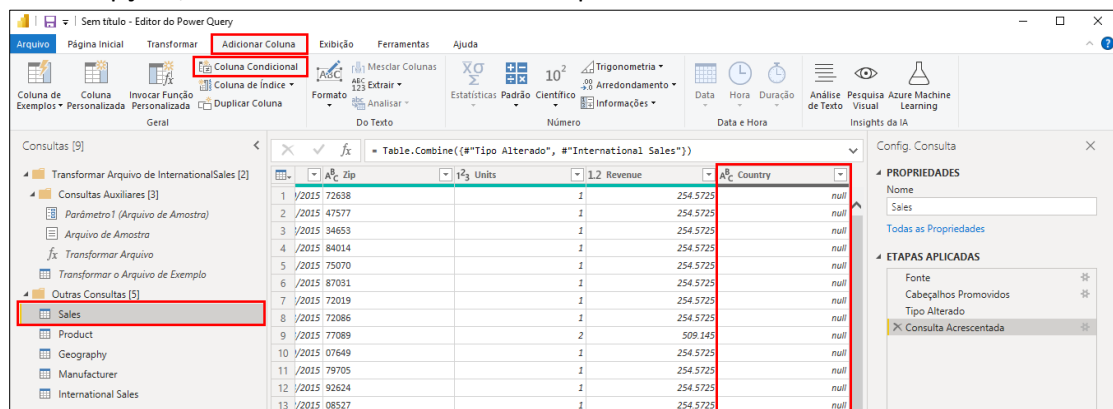 Sem título - Editor do Power Query
Arquivo Página Inicial Transformar Adicionar Coluna Exibição Ferramentas Ajuda
Coluna de Exemplos Coluna Personalizada Invocar Função Personalizada
Coluna Condicional
Coluna de Índice
Duplicar Coluna
Geral
Formato
Mesclar Colunas
Extrair
Analisar
Do Texto
Estatísticas Padrão Científico
Trigonometria
Arredondamento
Informações
Número
Data Hora Duração
Data e Hora
Análise de Texto Pesquisa Visual Azure Machine Learning
Insights da IA
Consultas [9]
Transformar Arquivo de InternationalSales [2]
Consultas Auxiliares [3]
Parâmetro1 (Arquivo de Amostra)
Arquivo de Amostra
fx Transformar Arquivo
Transformar o Arquivo de Exemplo
Outras Consultas [5]
Sales
Product
Geography
Manufacturer
International Sales
fx = Table.Combine({#"Tipo Alterado", #"International Sales"})
ABC Zip 123 Units 1.2 Revenue ABC Country
1 /2015 72638 1 254.5725 null
2 /2015 47577 1 254.5725 null
3 /2015 34653 1 254.5725 null
4 /2015 84014 1 254.5725 null
5 /2015 75070 1 254.5725 null
6 /2015 87031 1 254.5725 null
7 /2015 72019 1 254.5725 null
8 /2015 72086 1 254.5725 null
9 /2015 77089 2 509.145 null
10 /2015 07649 1 254.5725 null
11 /2015 79705 1 254.5725 null
12 /2015 92624 1 254.5725 null
13 /2015 08527 1 254.5725 null
Config. Consulta
PROPRIEDADES
Nome
Sales
Todas as Propriedades
ETAPAS APLICADAS
Fonte
Cabeçalhos Promovidos
Tipo Alterado
Consulta Acrescentada